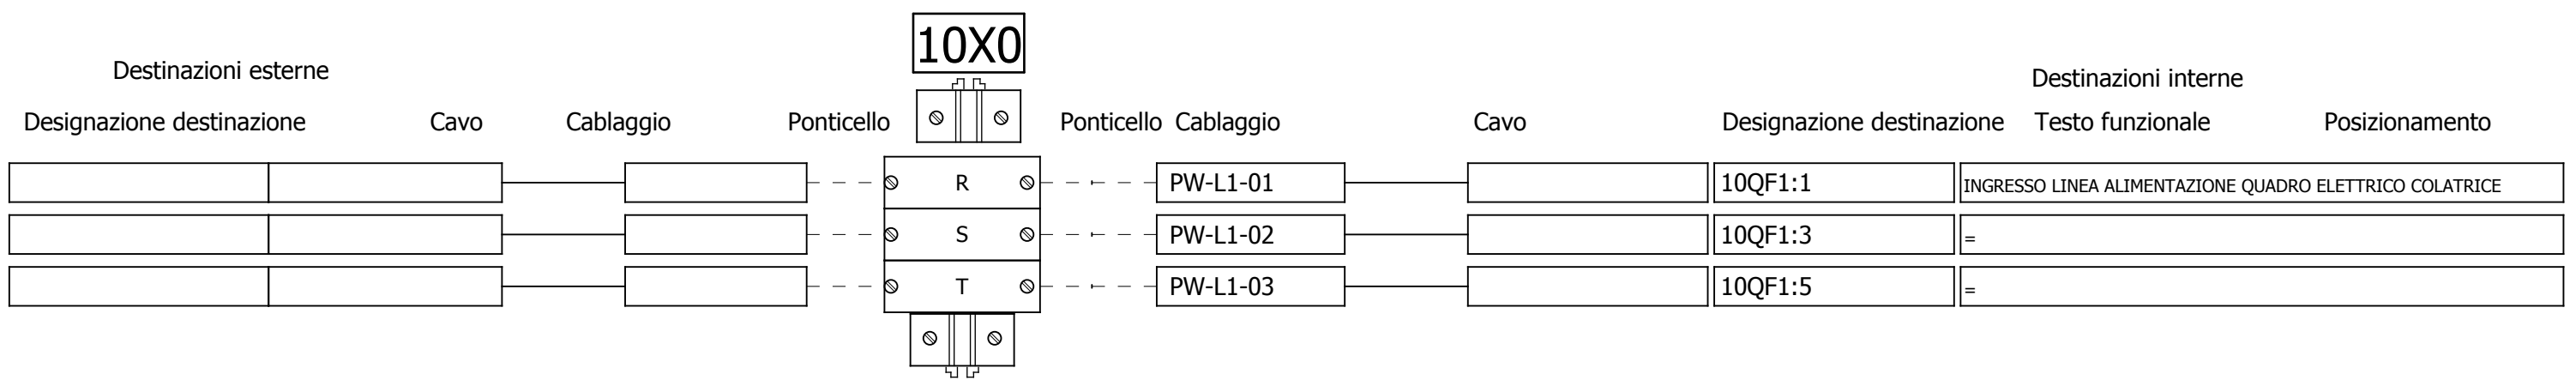 10X0
Destinazioni esterne
Destinazioni interne
Designazione destinazione Cavo Cablaggio Ponticello Ponticello Cablaggio Cavo Designazione destinazione Testo funzionale Posizionamento
R PW-L1-01 10QF1:1 INGRESSO LINEA ALIMENTAZIONE QUADRO ELETTRICO COLATRICE
S PW-L1-02 10QF1:3 =
T PW-L1-03 10QF1:5 =